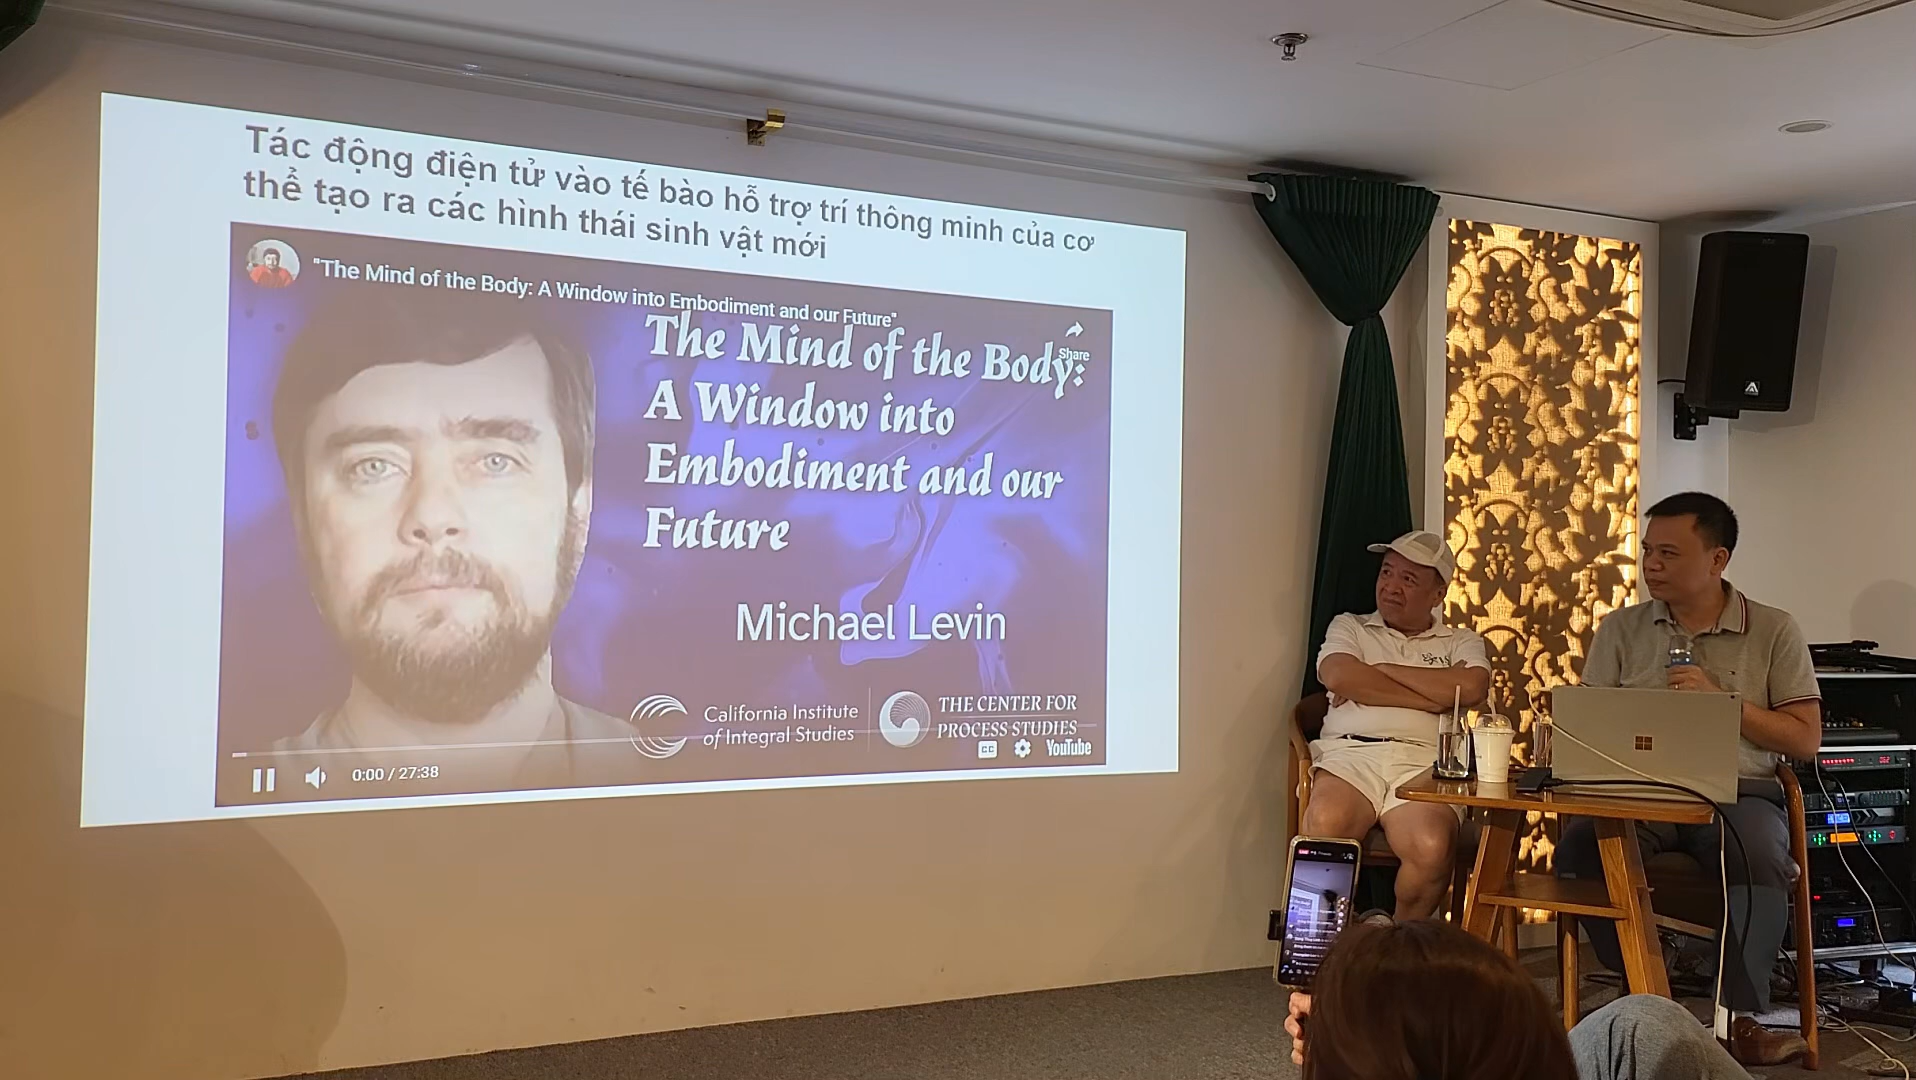 Tác động điện tử vào tế bào hỗ trợ trí thông minh của cơ
thể tạo ra các hình thái sinh vật mới
"The Mind of the Body: A Window into Embodiment and our Future"
Share
The Mind of the Body:
A Window into
Embodiment and our
Future
Michael Levin
California Institute
of Integral Studies
THE CENTER FOR
PROCESS STUDIES
CC
YouTube
0:00 / 27:38